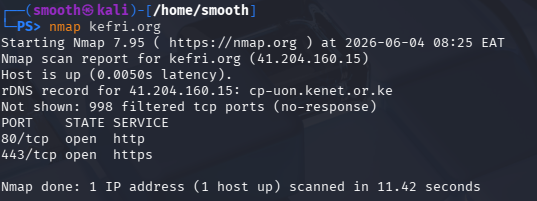 ┌──(smooth㉿kali)-[/home/smooth]
└─PS> nmap kefri.org
Starting Nmap 7.95 ( https://nmap.org ) at 2026-06-04 08:25 EAT
Nmap scan report for kefri.org (41.204.160.15)
Host is up (0.0050s latency).
rDNS record for 41.204.160.15: cp-uon.kenet.or.ke
Not shown: 998 filtered tcp ports (no-response)
PORT    STATE SERVICE
80/tcp  open  http
443/tcp open  https
Nmap done: 1 IP address (1 host up) scanned in 11.42 seconds